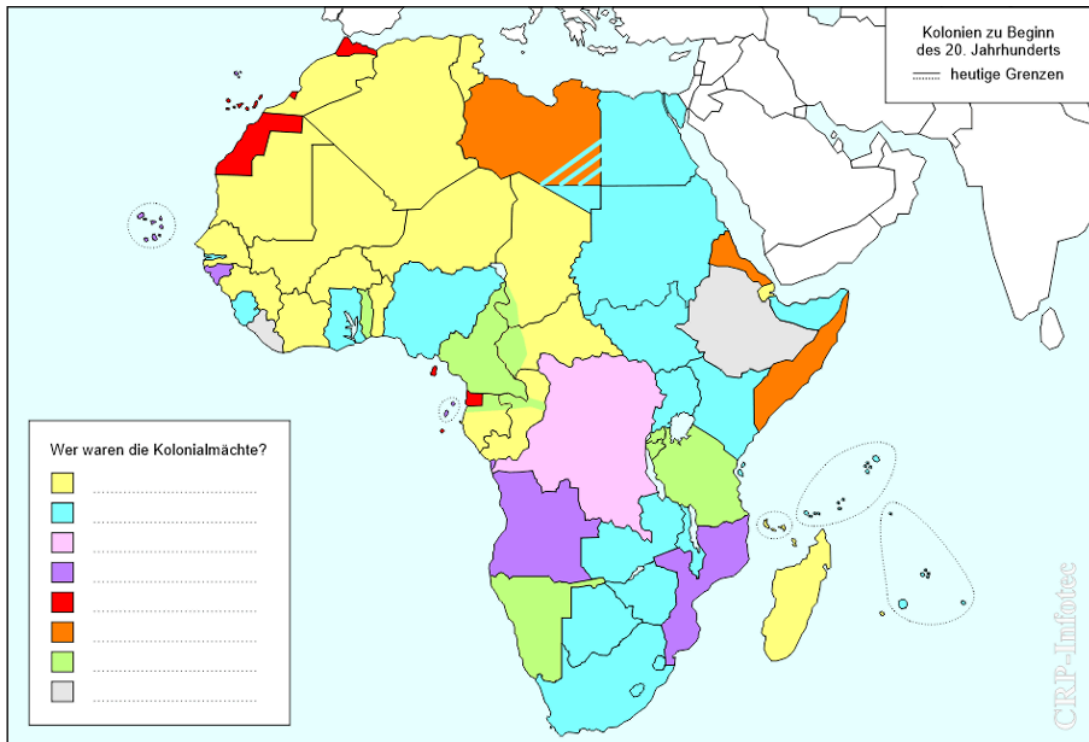 Kolonien zu Beginn
des 20. Jahrhunderts
heutige Grenzen
Wer waren die Kolonialmächte?
CRP-Infotec